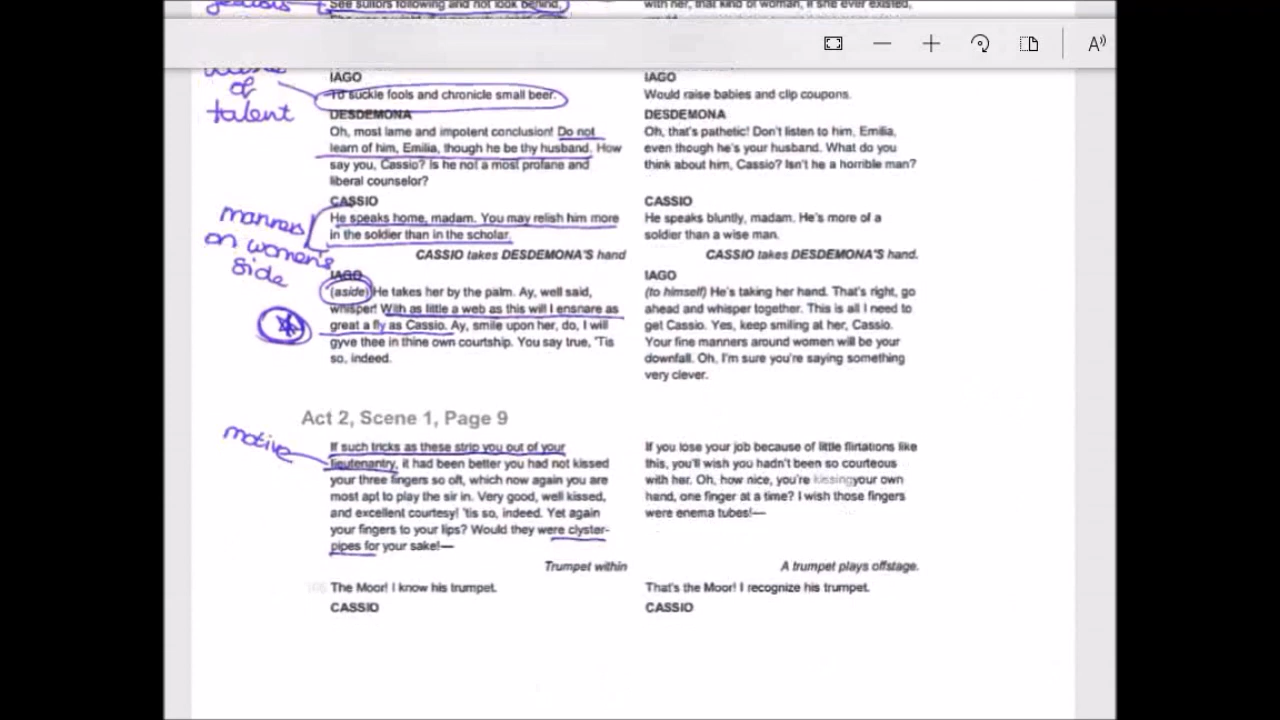 See suitors following and not look behind,
with her, that kind of woman, if she ever existed,
of
talent
IAGO
To suckle fools and chronicle small beer.
DESDEMONA
Oh, most lame and impotent conclusion! Do not
learn of him, Emilia, though he be thy husband. How
say you, Cassio? Is he not a most profane and
liberal counselor?
CASSIO
He speaks home, madam. You may relish him more
in the soldier than in the scholar.
CASSIO takes DESDEMONA'S hand
IAGO
(aside) He takes her by the palm. Ay, well said,
whisper! With as little a web as this will I ensnare as
great a fly as Cassio. Ay, smile upon her, do, I will
gyve thee in thine own courtship. You say true, 'Tis
so, indeed.
IAGO
Would raise babies and clip coupons.
DESDEMONA
Oh, that's pathetic! Don't listen to him, Emilia,
even though he's your husband. What do you
think about him, Cassio? Isn't he a horrible man?
CASSIO
He speaks bluntly, madam. He's more of a
soldier than a wise man.
CASSIO takes DESDEMONA'S hand.
IAGO
(to himself) He's taking her hand. That's right, go
ahead and whisper together. This is all I need to
get Cassio. Yes, keep smiling at her, Cassio.
Your fine manners around women will be your
downfall. Oh, I'm sure you're saying something
very clever.
manners
on women's
side
Act 2, Scene 1, Page 9
motive
If such tricks as these strip you out of your
lieutenantry, it had been better you had not kissed
your three fingers so oft, which now again you are
most apt to play the sir in. Very good, well kissed,
and excellent courtesy! 'tis so, indeed. Yet again
your fingers to your lips? Would they were clyster-
pipes for your sake!—
Trumpet within
The Moor! I know his trumpet.
CASSIO
If you lose your job because of little flirtations like
this, you'll wish you hadn't been so courteous
with her. Oh, how nice, you're kissing your own
hand, one finger at a time? I wish those fingers
were enema tubes!—
A trumpet plays offstage.
That's the Moor! I recognize his trumpet.
CASSIO